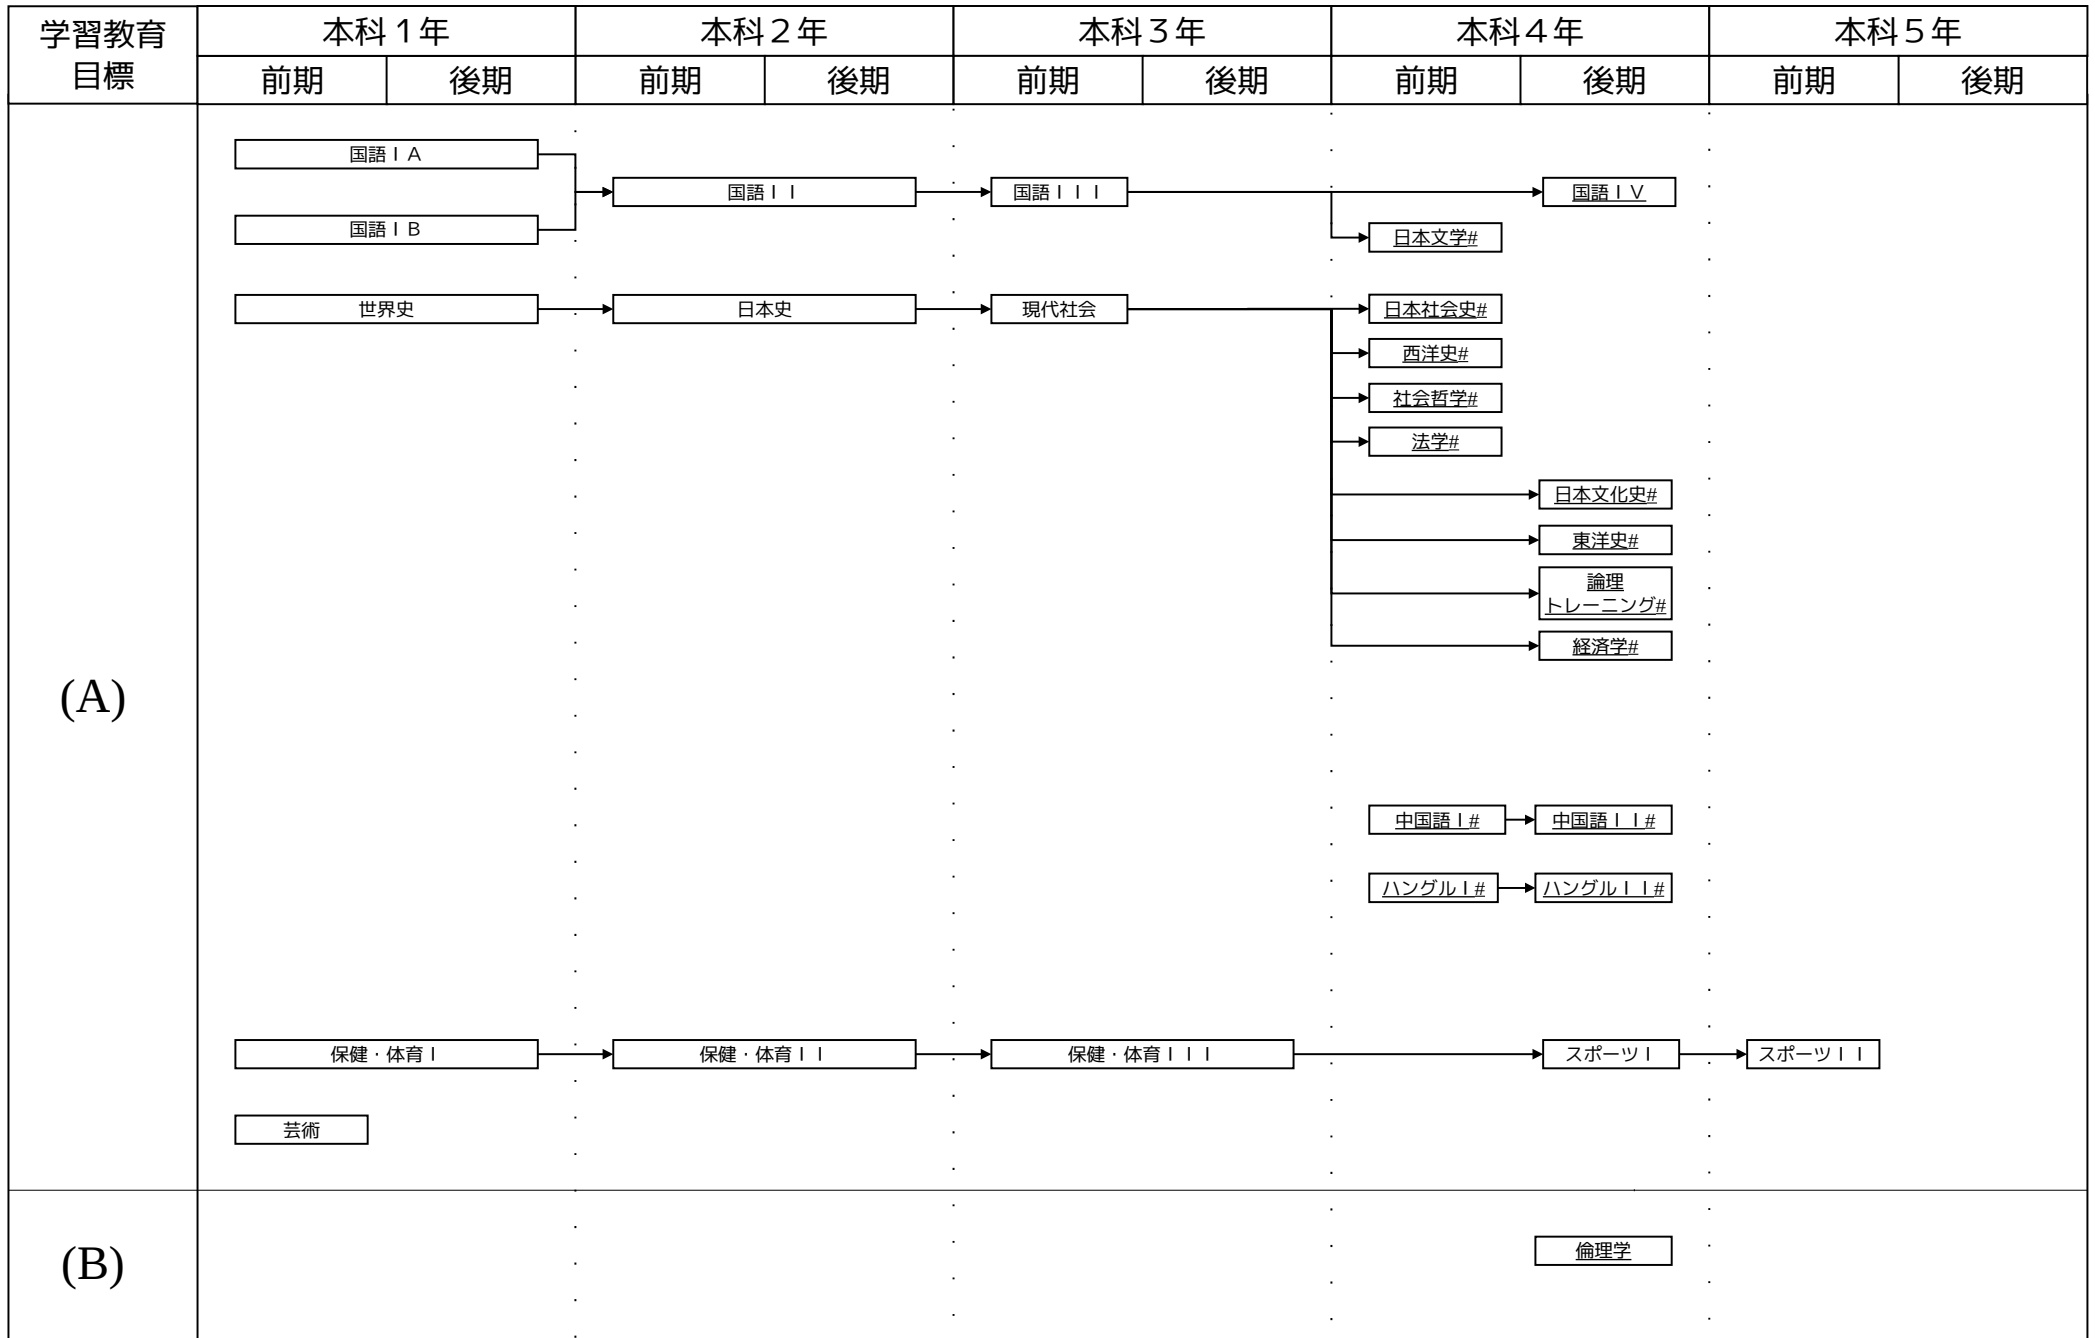 学習教育
目標
本科１年
本科２年
本科３年
本科４年
本科５年
前期
後期
前期
後期
前期
後期
前期
後期
前期
後期
(A)
国語ⅠA
国語ⅠB
国語ⅠⅠ
国語ⅠⅠⅠ
国語ⅠV
日本文学#
世界史
日本史
現代社会
日本社会史#
西洋史#
社会哲学#
法学#
日本文化史#
東洋史#
論理
トレーニング#
経済学#
中国語Ⅰ#
中国語ⅠⅠ#
ハングルⅠ#
ハングルⅠⅠ#
保健・体育Ⅰ
保健・体育ⅠⅠ
保健・体育ⅠⅠⅠ
スポーツⅠ
スポーツⅠⅠ
芸術
(B)
倫理学